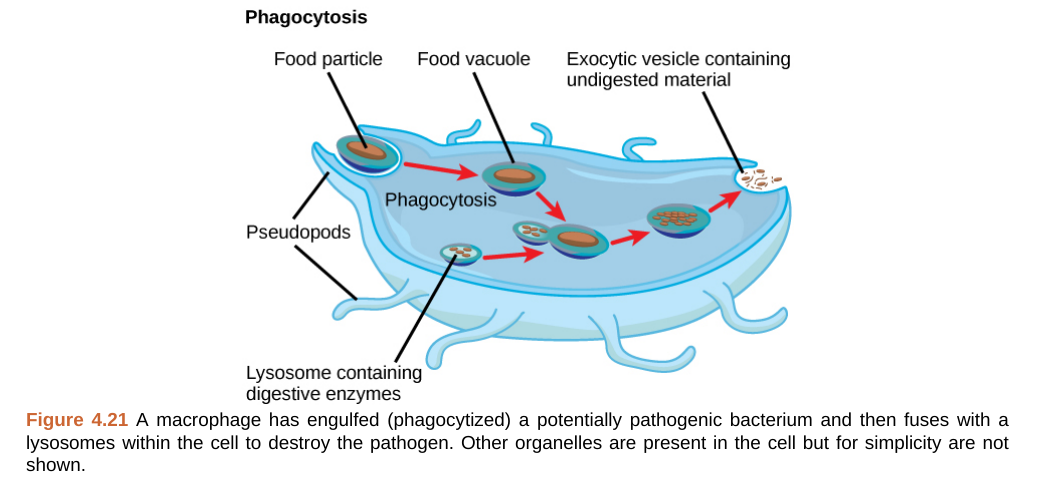 Phagocytosis
Food particle
Food vacuole
Exocytic vesicle containing
undigested material
Phagocytosis
Pseudopods
Lysosome containing
digestive enzymes
Figure 4.21 A macrophage has engulfed (phagocytized) a potentially pathogenic bacterium and then fuses with a
lysosomes within the cell to destroy the pathogen. Other organelles are present in the cell but for simplicity are not
shown.